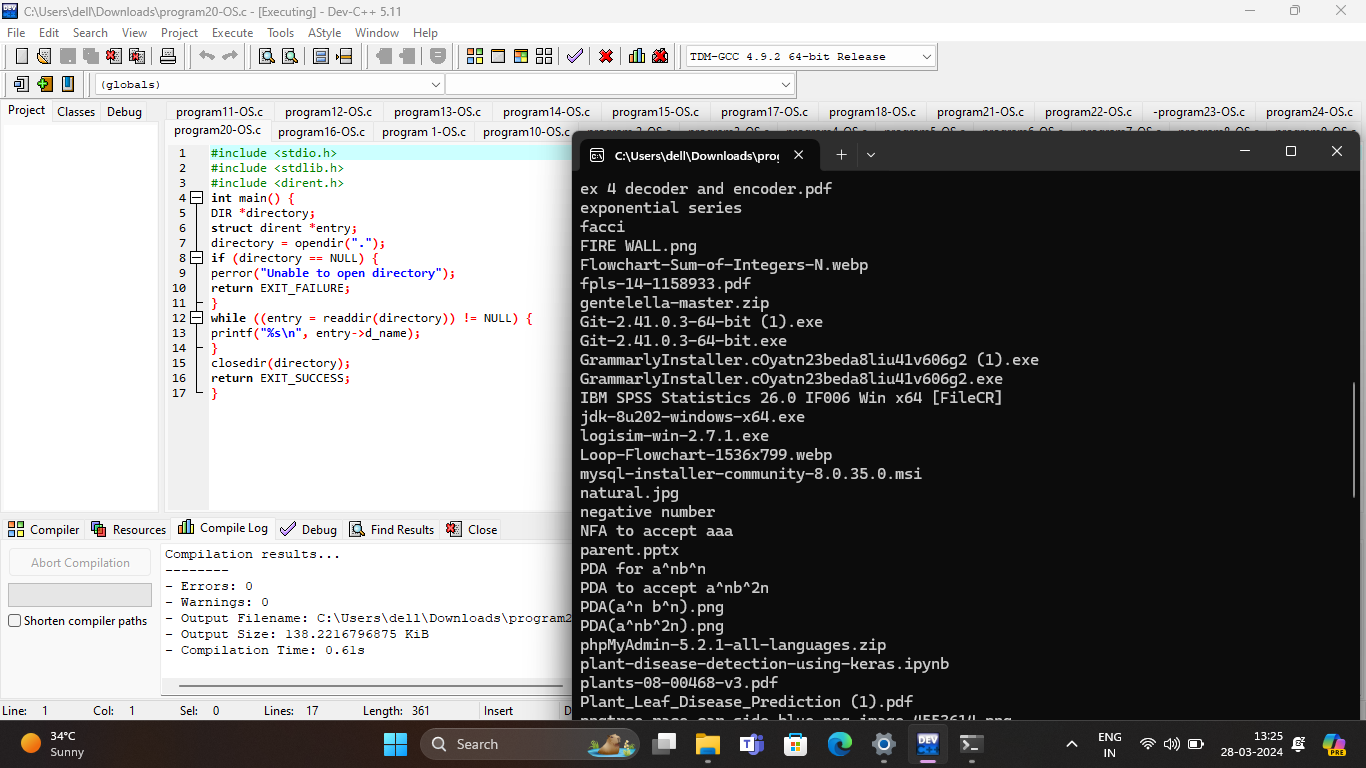 C:\Users\dell\Downloads\program20-OS.c - [Executing] - Dev-C++ 5.11
File Edit Search View Project Execute Tools AStyle Window Help
TDM-GCC 4.9.2 64-bit Release
(globals)
Project Classes Debug
program11-OS.c program12-OS.c program13-OS.c program14-OS.c program15-OS.c program17-OS.c program18-OS.c program21-OS.c program22-OS.c -program23-OS.c program24-OS.c
program20-OS.c program16-OS.c program 1-OS.c program10-OS.c
1 #include <stdio.h>
2 #include <stdlib.h>
3 #include <dirent.h>
4 int main() {
5 DIR *directory;
6 struct dirent *entry;
7 directory = opendir(".");
8 if (directory == NULL) {
9 perror("Unable to open directory");
10 return EXIT_FAILURE;
11 }
12 while ((entry = readdir(directory)) != NULL) {
13 printf("%s\n", entry->d_name);
14 }
15 closedir(directory);
16 return EXIT_SUCCESS;
17 }
C:\Users\dell\Downloads\prog
ex 4 decoder and encoder.pdf
exponential series
facci
FIRE WALL.png
Flowchart-Sum-of-Integers-N.webp
fpls-14-1158933.pdf
gentelella-master.zip
Git-2.41.0.3-64-bit (1).exe
Git-2.41.0.3-64-bit.exe
GrammarlyInstaller.cOyatn23beda8liu41v606g2 (1).exe
GrammarlyInstaller.cOyatn23beda8liu41v606g2.exe
IBM SPSS Statistics 26.0 IF006 Win x64 [FileCR]
jdk-8u202-windows-x64.exe
logisim-win-2.7.1.exe
Loop-Flowchart-1536x799.webp
mysql-installer-community-8.0.35.0.msi
natural.jpg
negative number
NFA to accept aaa
parent.pptx
PDA for a^nb^n
PDA to accept a^nb^2n
PDA(a^n b^n).png
PDA(a^nb^2n).png
phpMyAdmin-5.2.1-all-languages.zip
plant-disease-detection-using-keras.ipynb
plants-08-00468-v3.pdf
Plant_Leaf_Disease_Prediction (1).pdf
Compiler Resources Compile Log Debug Find Results Close
Abort Compilation
Shorten compiler paths
Compilation results...
--------
- Errors: 0
- Warnings: 0
- Output Filename: C:\Users\dell\Downloads\program2
- Output Size: 138.2216796875 KiB
- Compilation Time: 0.61s
Line: 1 Col: 1 Sel: 0 Lines: 17 Length: 361 Insert D
34°C
Sunny
Search
DEV
ENG
IN
13:25
28-03-2024
PRE